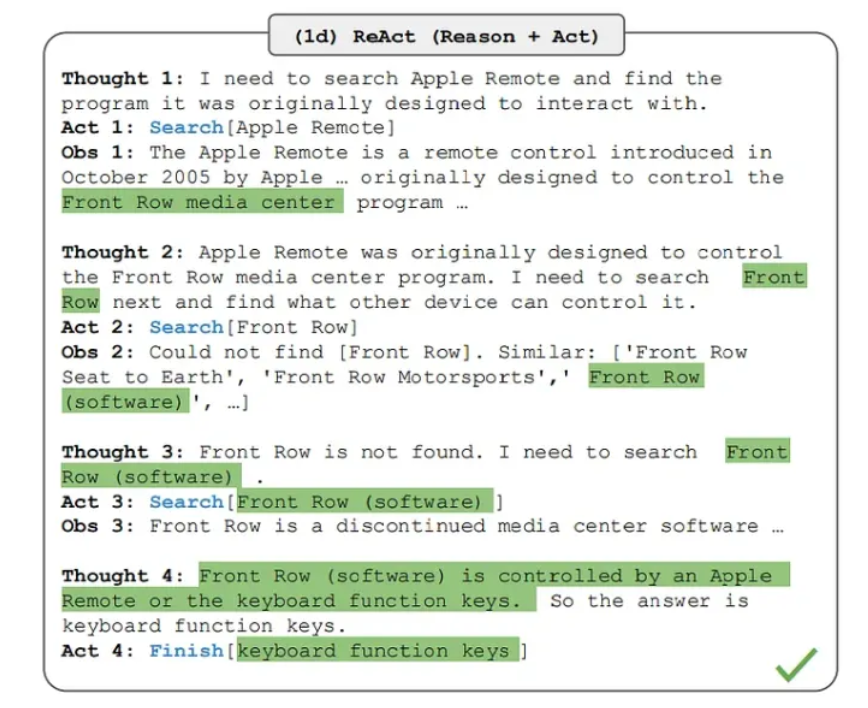 (1d) ReAct (Reason + Act)
Thought 1: I need to search Apple Remote and find the
program it was originally designed to interact with.
Act 1: Search[Apple Remote]
Obs 1: The Apple Remote is a remote control introduced in
October 2005 by Apple … originally designed to control the
Front Row media center program …
Thought 2: Apple Remote was originally designed to control
the Front Row media center program. I need to search Front
Row next and find what other device can control it.
Act 2: Search[Front Row]
Obs 2: Could not find [Front Row]. Similar: ['Front Row
Seat to Earth', 'Front Row Motorsports',' Front Row
(software)', …]
Thought 3: Front Row is not found. I need to search Front
Row (software) .
Act 3: Search[Front Row (software) ]
Obs 3: Front Row is a discontinued media center software …
Thought 4: Front Row (software) is controlled by an Apple
Remote or the keyboard function keys. So the answer is
keyboard function keys.
Act 4: Finish[keyboard function keys ]